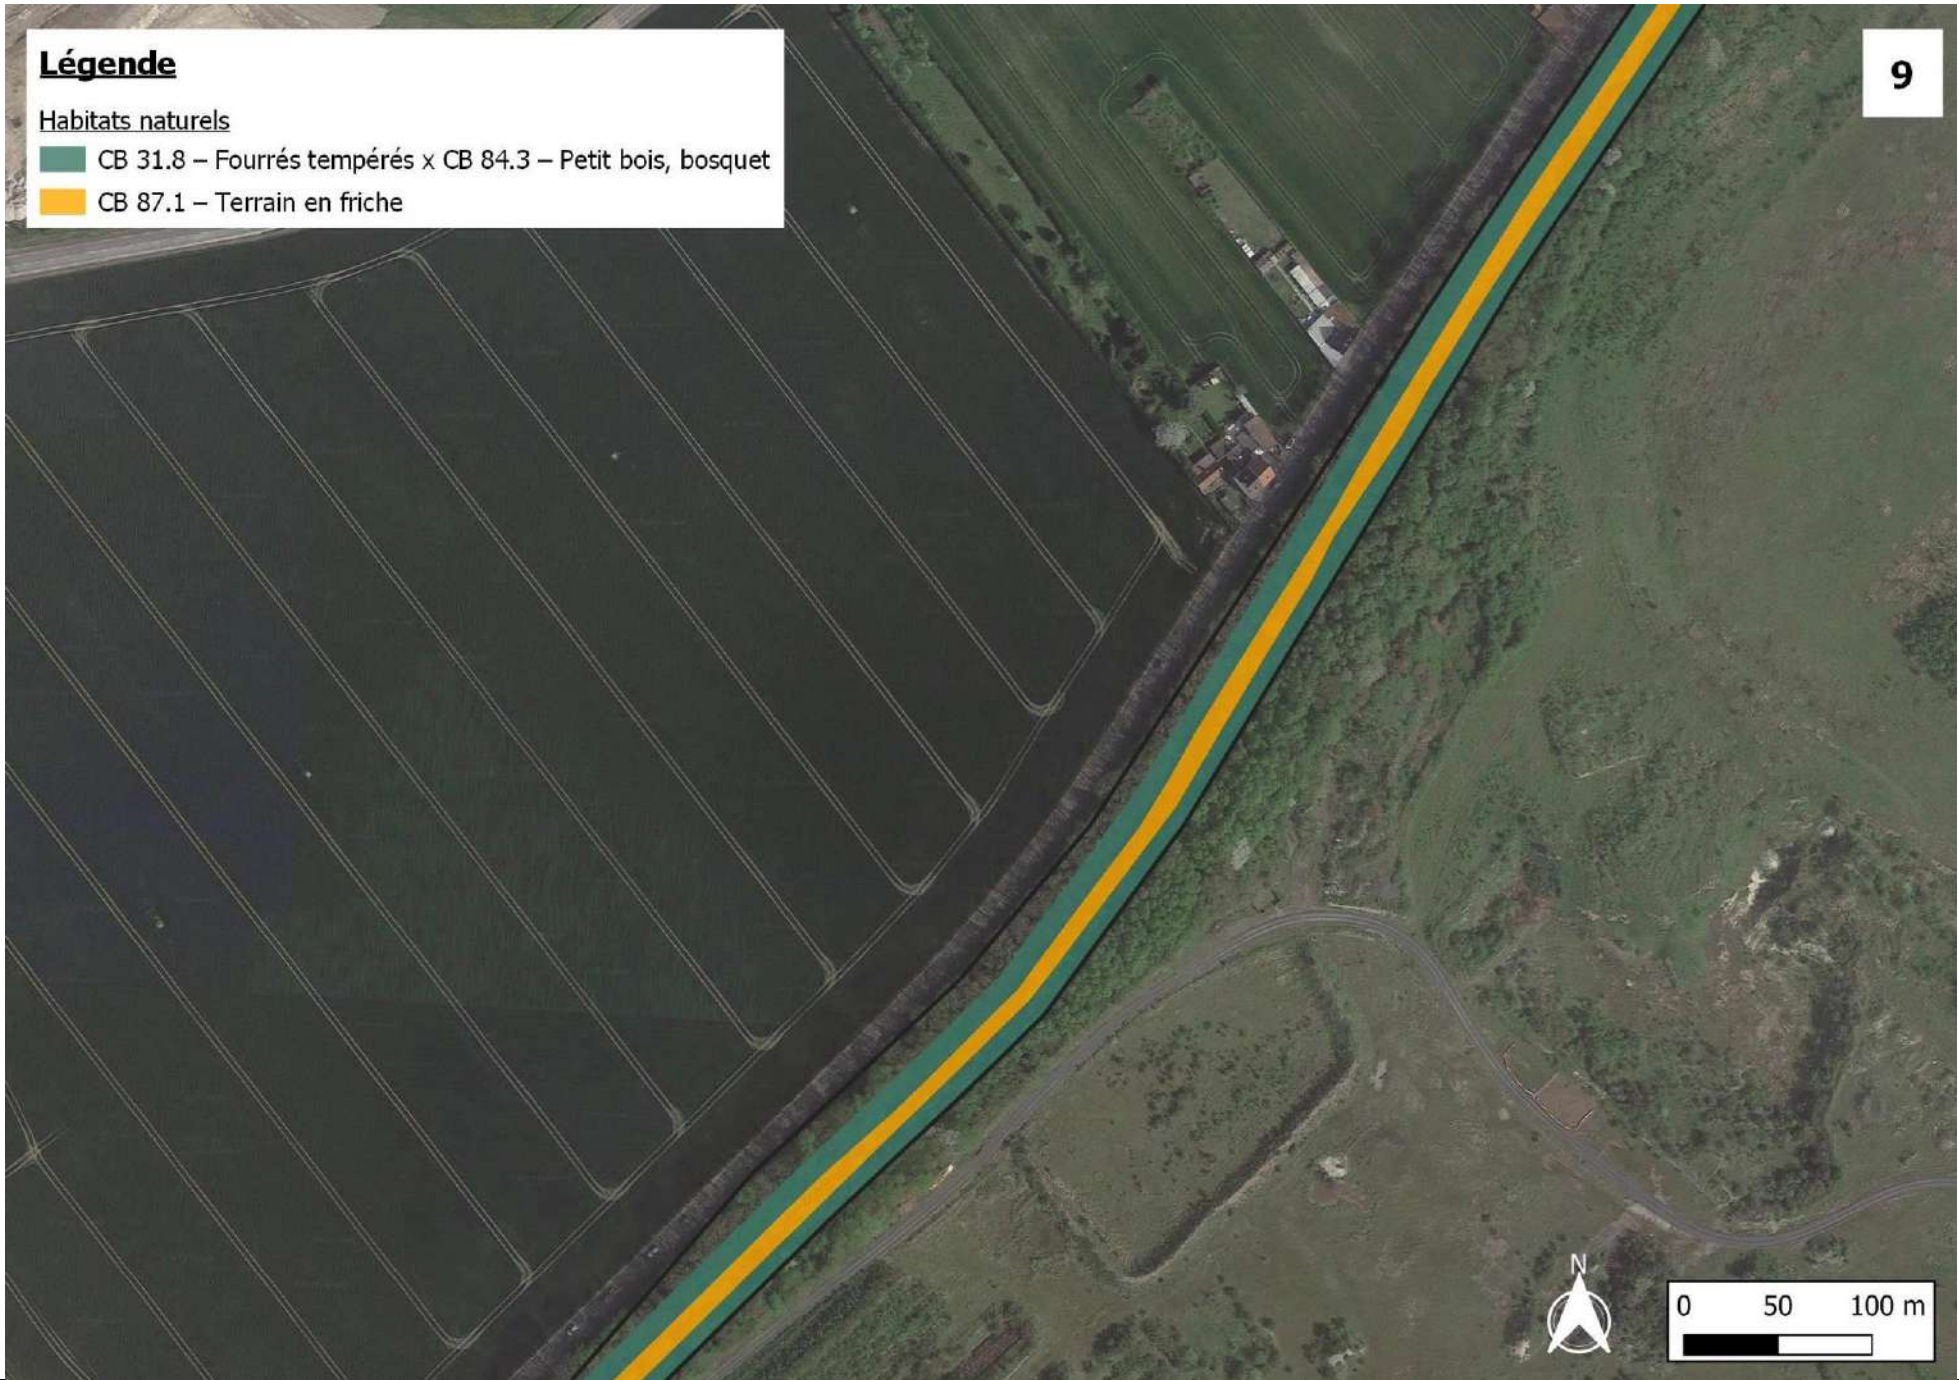 Légende
Habitats naturels
CB 31.8 – Fourrés tempérés x CB 84.3 – Petit bois, bosquet
CB 87.1 – Terrain en friche
9
N
0 50 100 m